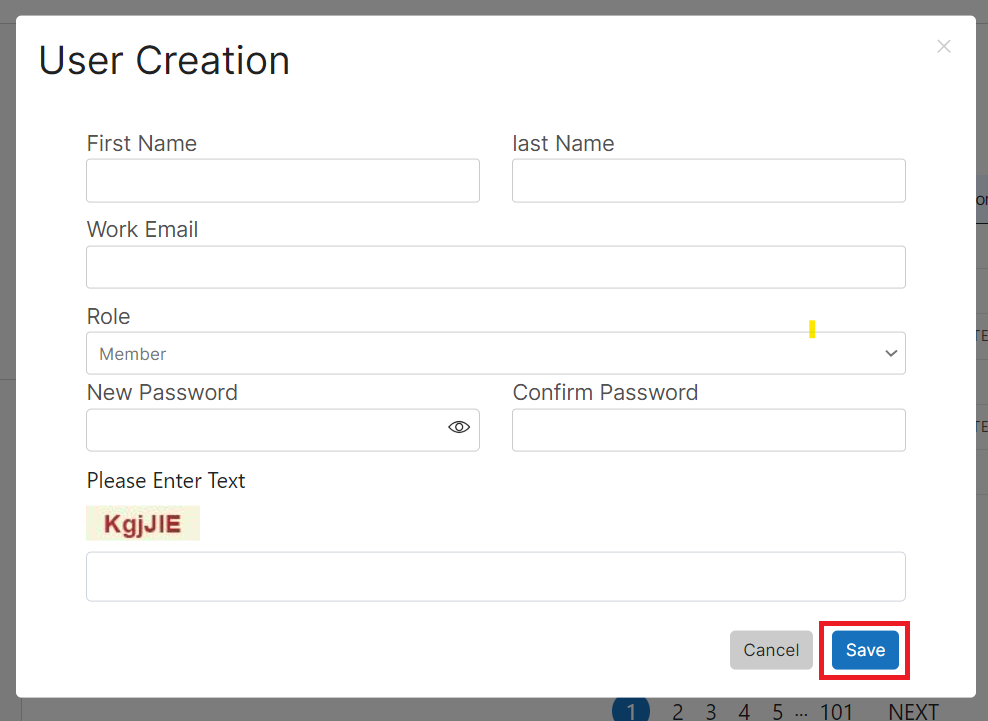 User Creation
First Name
last Name
Work Email
Role
Member
New Password
Confirm Password
Please Enter Text
KgjJIE
Cancel
Save
1 2 3 4 5 ... 101 NEXT